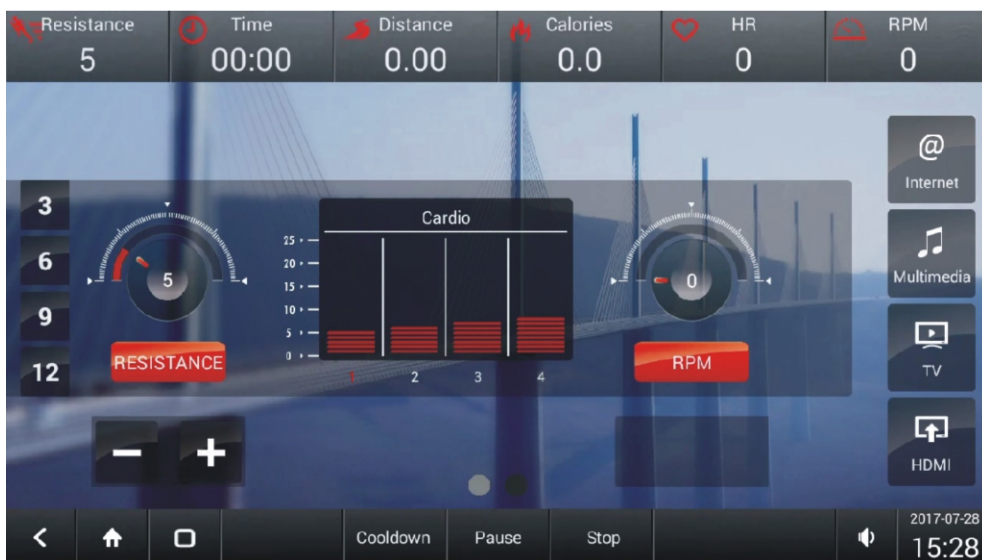 Resistance
5
Time
00:00
Distance
0.00
Calories
0.0
HR
0
RPM
0
3
6
9
12
5
RESISTANCE
Cardio
25
20
15
10
5
0
1 2 3 4
0
RPM
@
Internet
Multimedia
TV
HDMI
Cooldown
Pause
Stop
2017-07-28
15:28